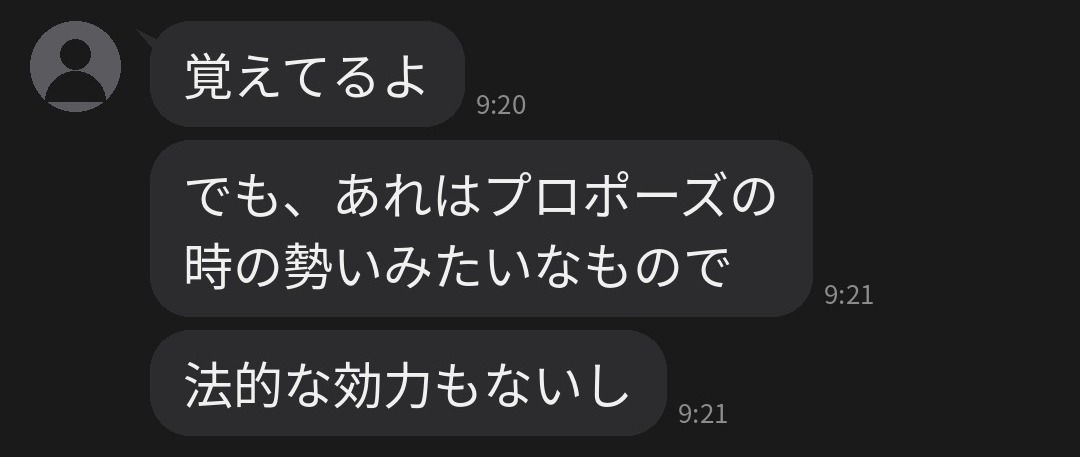 覚えてるよ
9:20
でも、あれはプロポーズの
時の勢いみたいなもので
9:21
法的な効力もないし
9:21